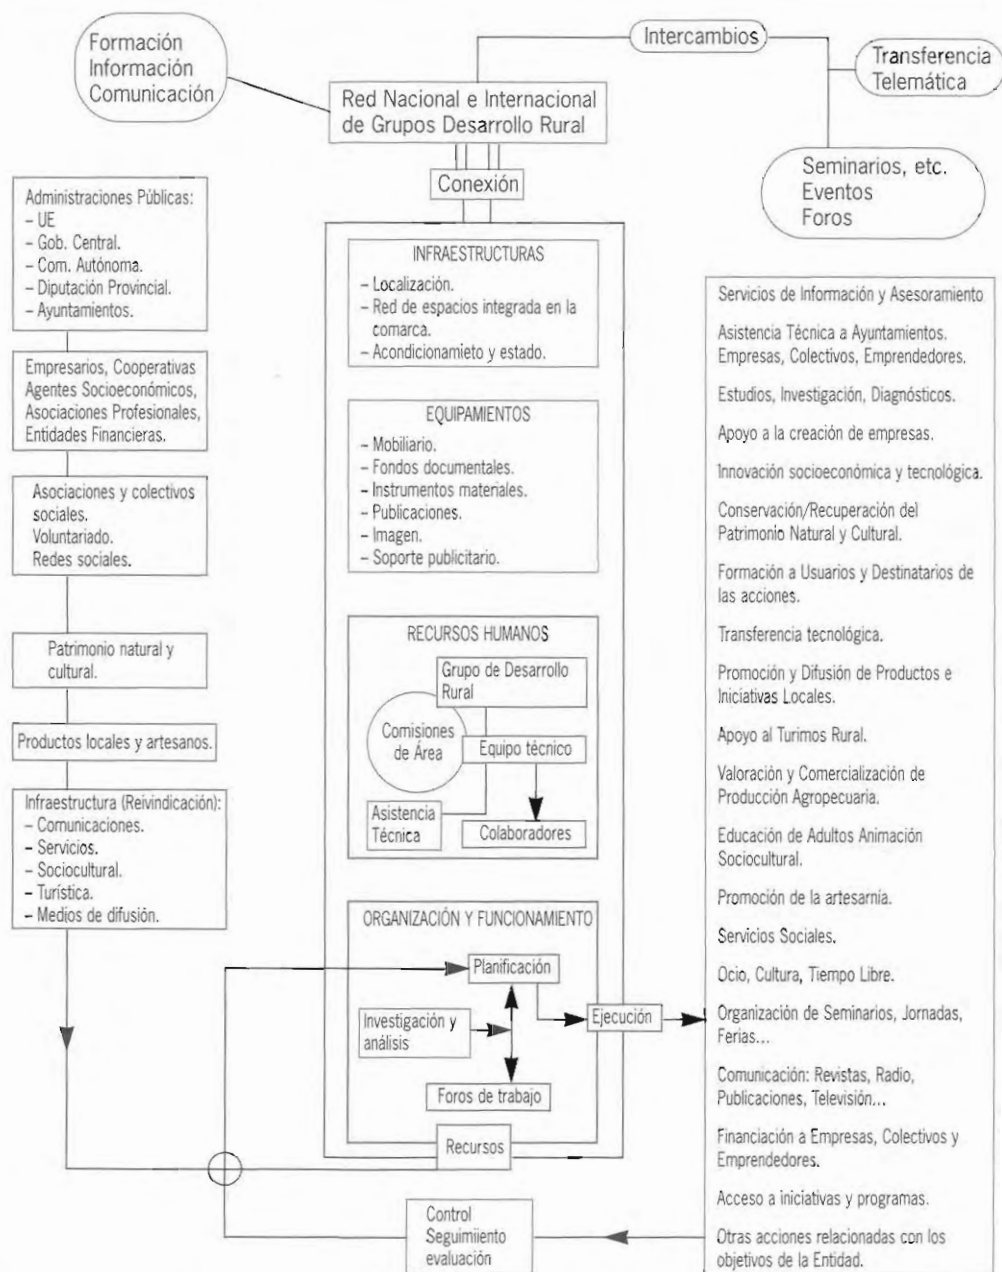 Formación
Información
Comunicación
Intercambios
Transferencia
Telemática
Red Nacional e Internacional
de Grupos Desarrollo Rural
Seminarios, etc.
Eventos
Foros
Conexión
Administraciones Públicas:
– UE
– Gob. Central.
– Com. Autónoma.
– Diputación Provincial.
– Ayuntamientos.
Empresarios, Cooperativas
Agentes Socioeconómicos,
Asociaciones Profesionales,
Entidades Financieras.
Asociaciones y colectivos
sociales.
Voluntariado.
Redes sociales.
Patrimonio natural y
cultural.
Productos locales y artesanos.
Infraestructura (Reivindicación):
– Comunicaciones.
– Servicios.
– Sociocultural.
– Turística.
– Medios de difusión.
INFRAESTRUCTURAS
– Localización.
– Red de espacios integrada en la
comarca.
– Acondicionamieto y estado.
EQUIPAMIENTOS
– Mobiliario.
– Fondos documentales.
– Instrumentos materiales.
– Publicaciones.
– Imagen.
– Soporte publicitario.
RECURSOS HUMANOS
Grupo de Desarrollo
Rural
Comisiones
de Área
Equipo técnico
Asistencia
Técnica
Colaboradores
ORGANIZACIÓN Y FUNCIONAMIENTO
Planificación
Investigación y
análisis
Ejecución
Foros de trabajo
Recursos
Control
Seguimiento
evaluación
Servicios de Información y Asesoramiento
Asistencia Técnica a Ayuntamientos.
Empresas, Colectivos, Emprendedores.
Estudios, Investigación, Diagnósticos.
Apoyo a la creación de empresas.
Innovación socioeconómica y tecnológica.
Conservación/Recuperación del
Patrimonio Natural y Cultural.
Formación a Usuarios y Destinatarios de
las acciones.
Transferencia tecnológica.
Promoción y Difusión de Productos e
Iniciativas Locales.
Apoyo al Turimos Rural.
Valoración y Comercialización de
Producción Agropecuaria.
Educación de Adultos Animación
Sociocultural.
Promoción de la artesarnía.
Servicios Sociales.
Ocio, Cultura, Tiempo Libre.
Organización de Seminarios, Jornadas,
Ferias...
Comunicación: Revistas, Radio,
Publicaciones, Televisión...
Financiación a Empresas, Colectivos y
Emprendedores.
Acceso a iniciativas y programas.
Otras acciones relacionadas con los
objetivos de la Entidad.